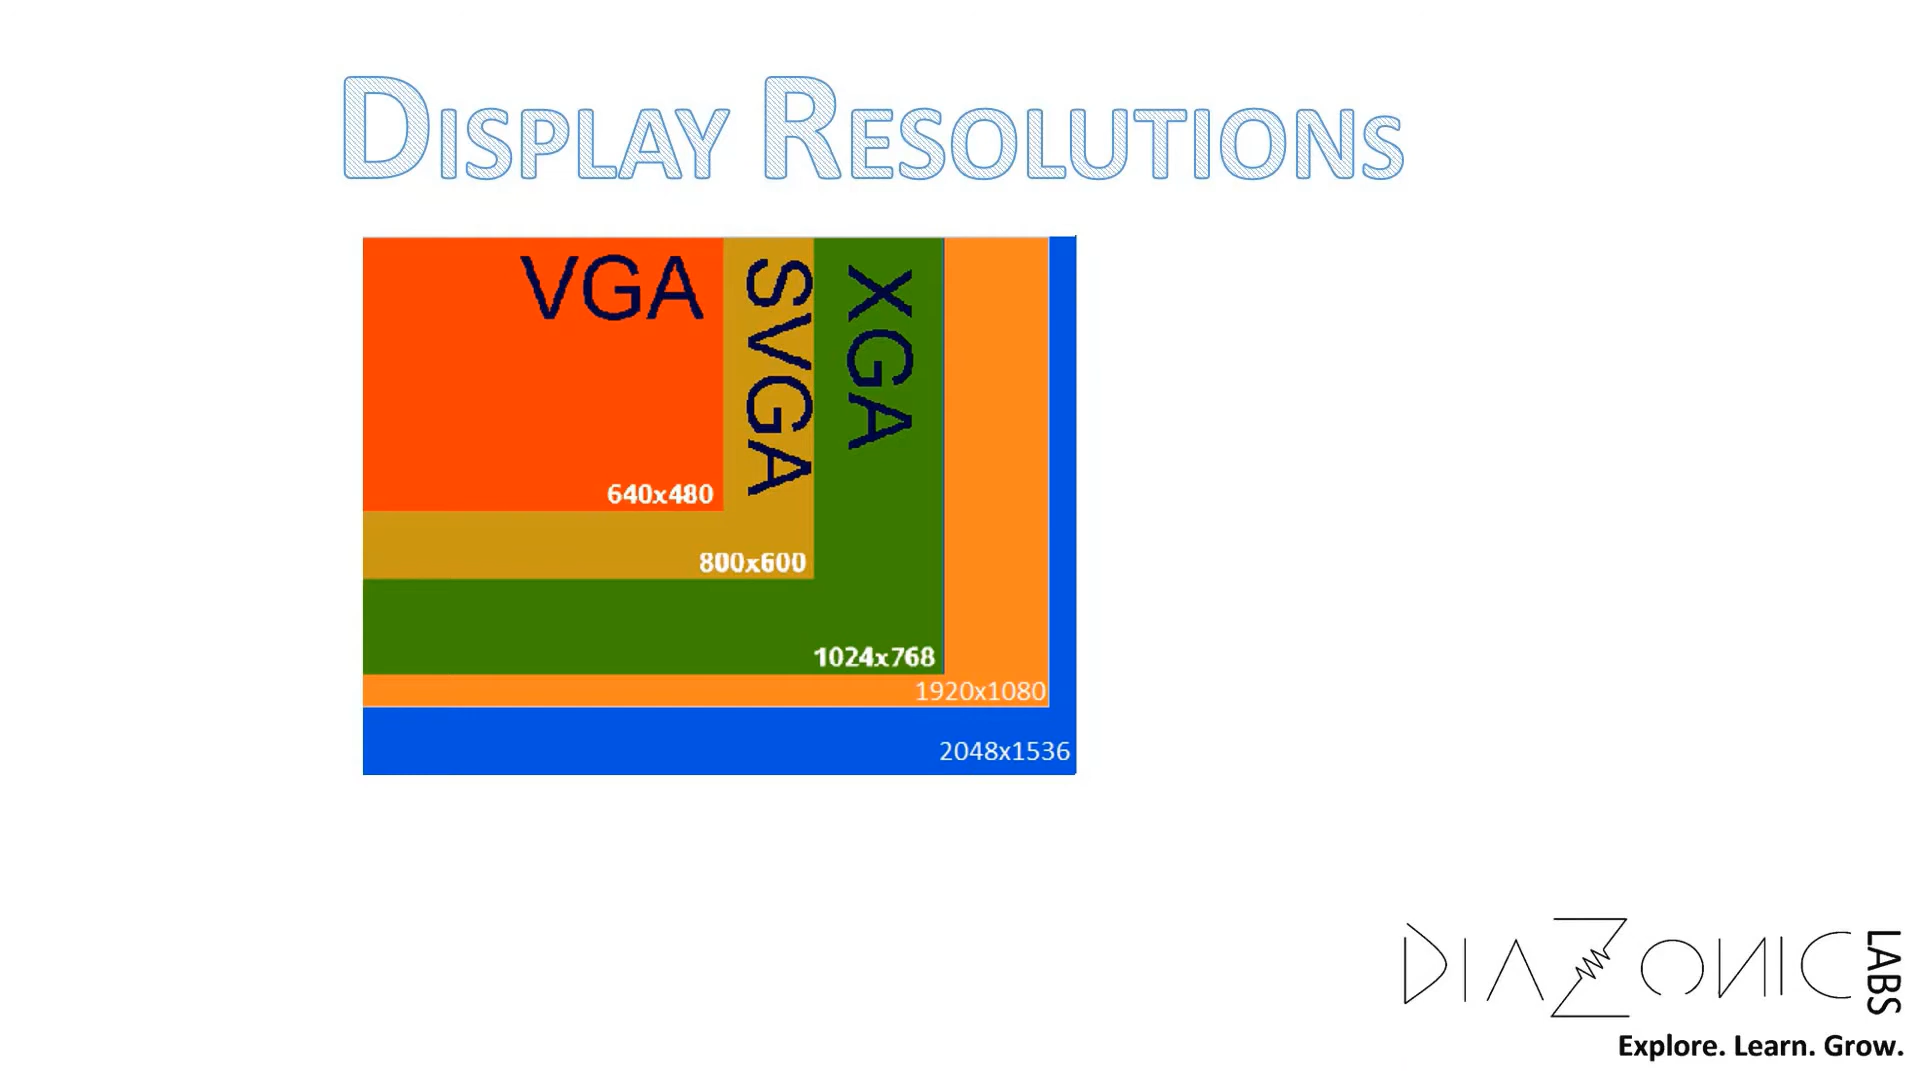 DISPLAY RESOLUTIONS
VGA
SVGA
XGA
640x480
800x600
1024x768
1920x1080
2048x1536
DIAZONIC LABS
Explore. Learn. Grow.